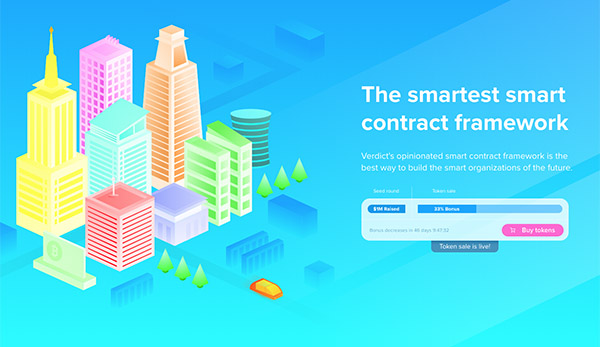 The smartest smart
contract framework
Verdict's opinionated smart contract framework is the
best way to build the smart organizations of the future.
Seed round
Token sale
$1M Raised
33% Bonus
Bonus decreases in 46 days 9:47:32
Buy tokens
Token sale is live!